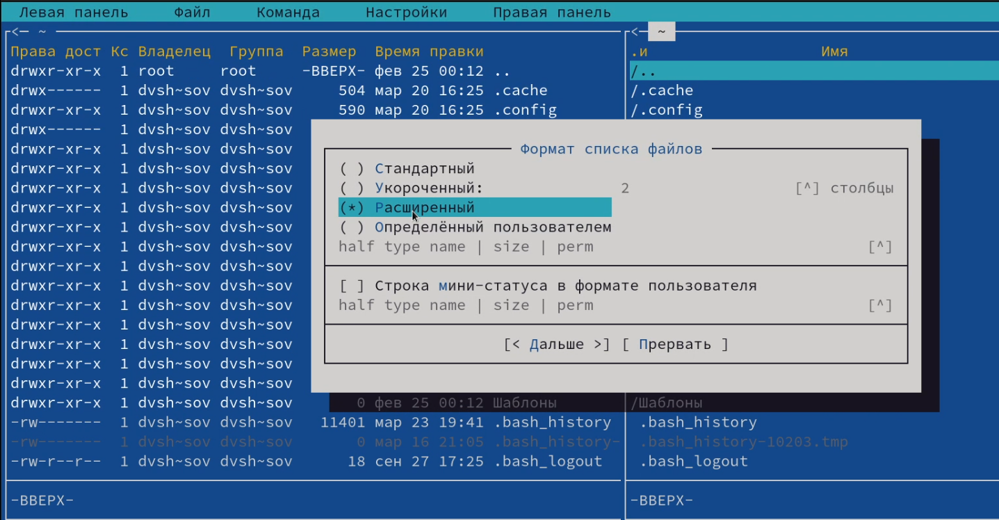 Левая панель Файл Команда Настройки Правая панель
<— ~ <— ~
Права дост Кс Владелец Группа Размер Время правки .и Имя
drwxr-xr-x 1 root root -ВВЕРХ- фев 25 00:12 .. /..
drwx------ 1 dvsh~sov dvsh~sov 504 мар 20 16:25 .cache /.cache
drwxr-xr-x 1 dvsh~sov dvsh~sov 590 мар 20 16:25 .config /.config
drwx------ 1 dvsh~sov dvsh~sov
drwxr-xr-x 1 dvsh~sov dvsh~sov Формат списка файлов
drwxr-xr-x 1 dvsh~sov dvsh~sov ( ) Стандартный
drwxr-xr-x 1 dvsh~sov dvsh~sov ( ) Укороченный: 2 [^] столбцы
drwxr-xr-x 1 dvsh~sov dvsh~sov (*) Расширенный
drwxr-xr-x 1 dvsh~sov dvsh~sov ( ) Определённый пользователем
drwxr-xr-x 1 dvsh~sov dvsh~sov half type name | size | perm [^]
drwxr-xr-x 1 dvsh~sov dvsh~sov
drwxr-xr-x 1 dvsh~sov dvsh~sov [ ] Строка мини-статуса в формате пользователя
drwxr-xr-x 1 dvsh~sov dvsh~sov half type name | size | perm [^]
drwxr-xr-x 1 dvsh~sov dvsh~sov
drwxr-xr-x 1 dvsh~sov dvsh~sov [< Дальше >] [ Прервать ]
drwxr-xr-x 1 dvsh~sov dvsh~sov
drwxr-xr-x 1 dvsh~sov dvsh~sov
drwxr-xr-x 1 dvsh~sov dvsh~sov 0 фев 25 00:12 Шаблоны /Шаблоны
-rw------- 1 dvsh~sov dvsh~sov 11401 мар 23 19:41 .bash_history .bash_history
-rw------- 1 dvsh~sov dvsh~sov 0 мар 16 21:05 .bash_history- .bash_history-10203.tmp
-rw-r--r-- 1 dvsh~sov dvsh~sov 18 сен 27 17:25 .bash_logout .bash_logout
-ВВЕРХ- -ВВЕРХ-